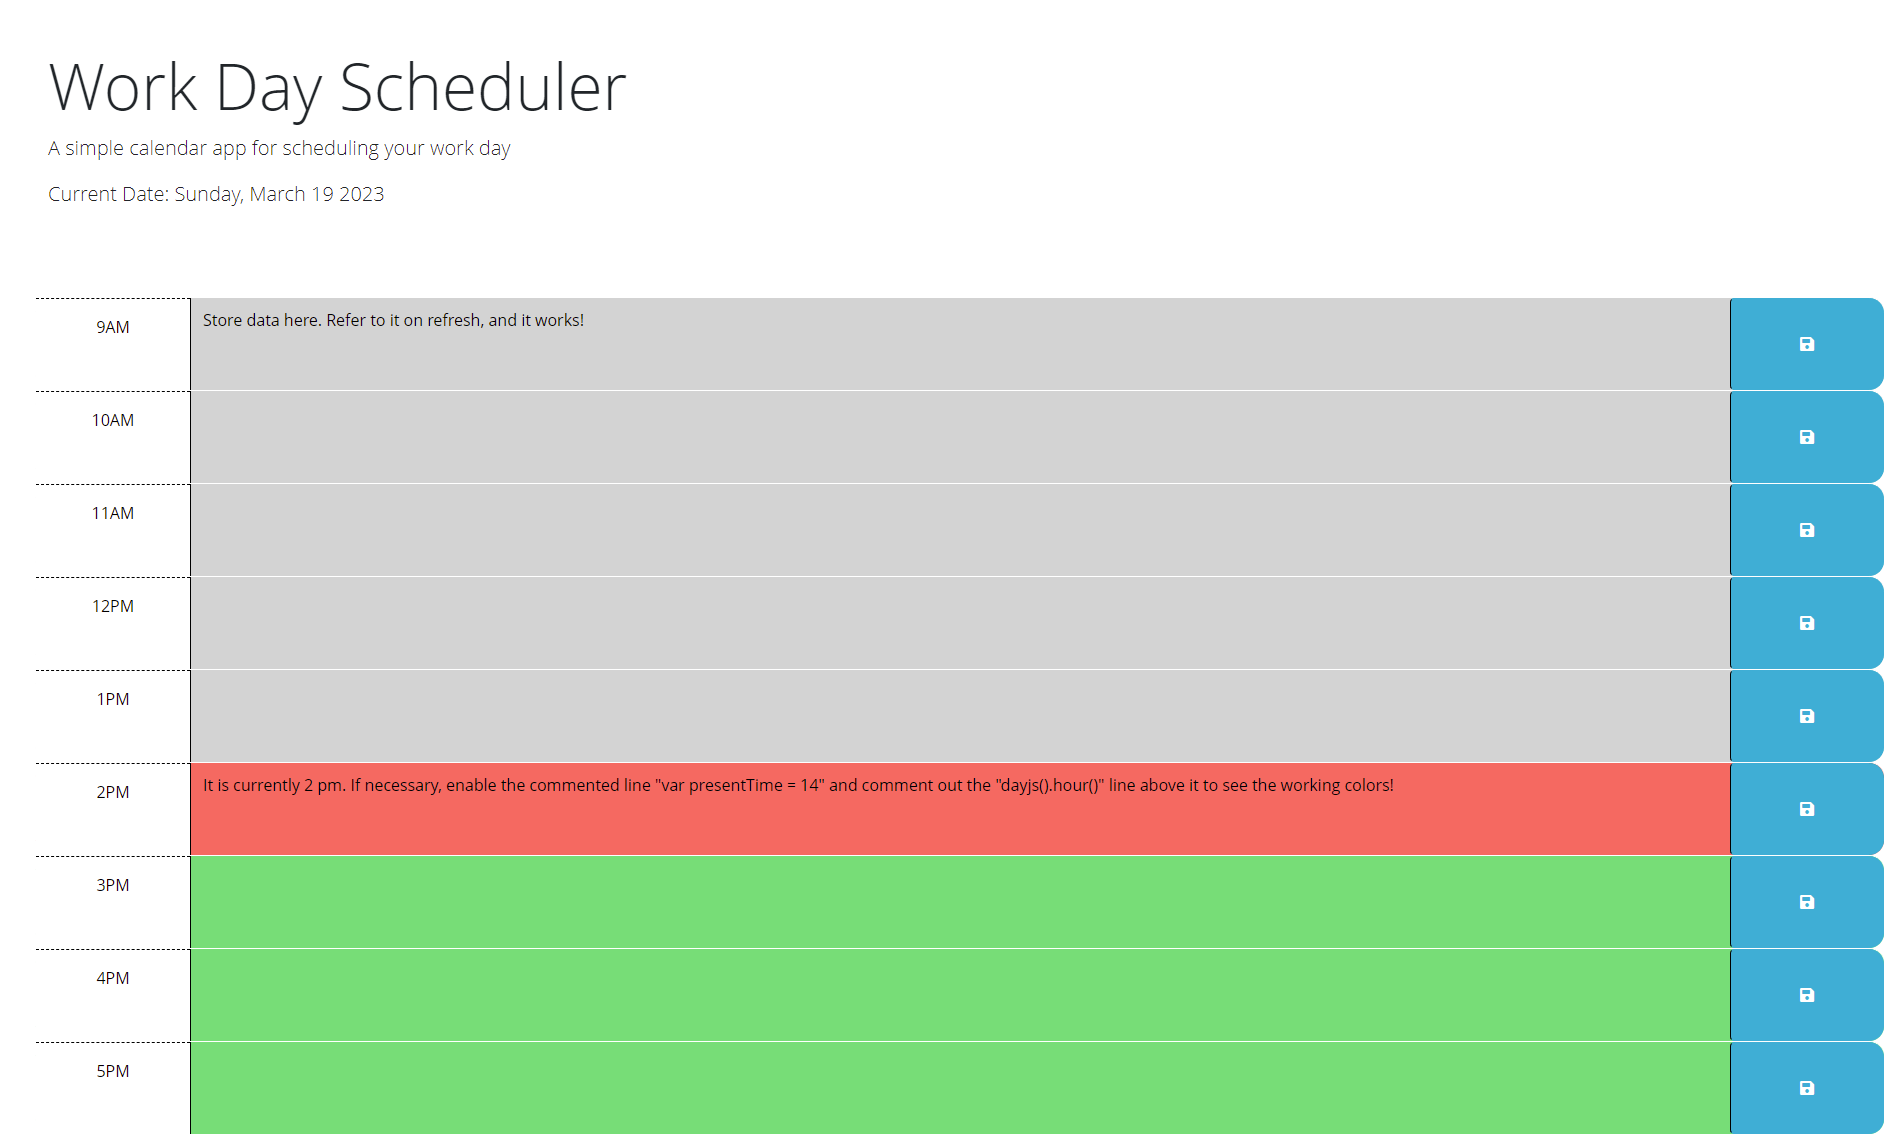 Work Day Scheduler
A simple calendar app for scheduling your work day
Current Date: Sunday, March 19 2023
9AM
Store data here. Refer to it on refresh, and it works!
10AM
11AM
12PM
1PM
2PM
It is currently 2 pm. If necessary, enable the commented line "var presentTime = 14" and comment out the "dayjs().hour()" line above it to see the working colors!
3PM
4PM
5PM